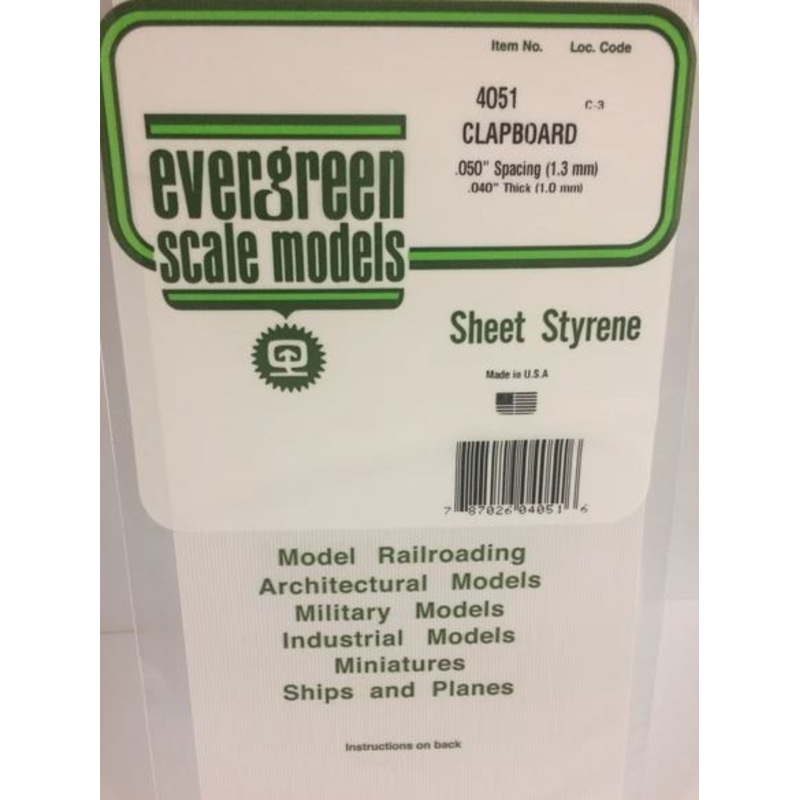 Item No. Loc. Code
4051 C-3
CLAPBOARD
.050" Spacing (1.3 mm)
.040" Thick (1.0 mm)
evergreen
scale models
Sheet Styrene
Made in U.S.A
7 87026 04051 6
Model Railroading
Architectural Models
Military Models
Industrial Models
Miniatures
Ships and Planes
Instructions on back